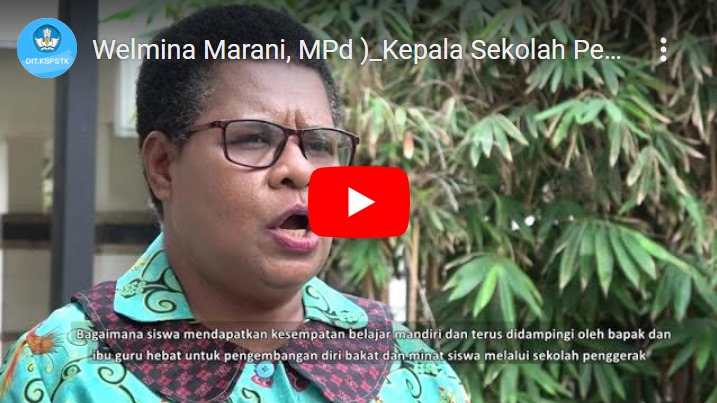 DIT.KSPSTK
Welmina Marani, MPd )_Kepala Sekolah Pe...
Bagaimana siswa mendapatkan kesempatan belajar mandiri dan terus didampingi oleh bapak dan
ibu guru hebat untuk pengembangan diri bakat dan minat siswa melalui sekolah penggerak